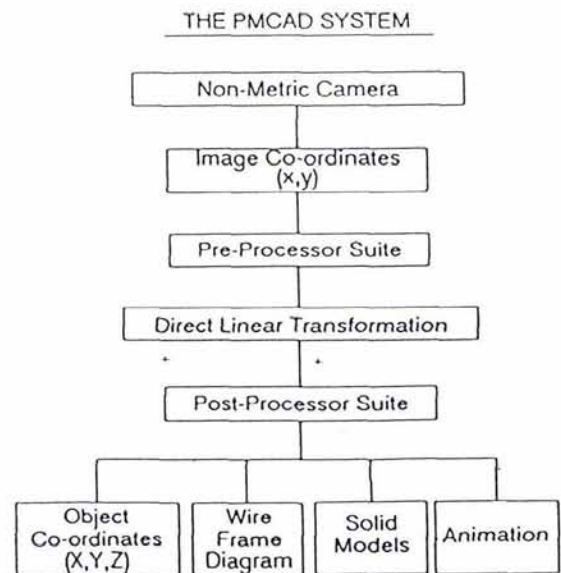 THE PMCAD SYSTEM
Non-Metric Camera
Image Co-ordinates
(x,y)
Pre-Processor Suite
Direct Linear Transformation
Post-Processor Suite
Object
Co-ordinates
(X,Y,Z)
Wire
Frame
Diagram
Solid
Models
Animation